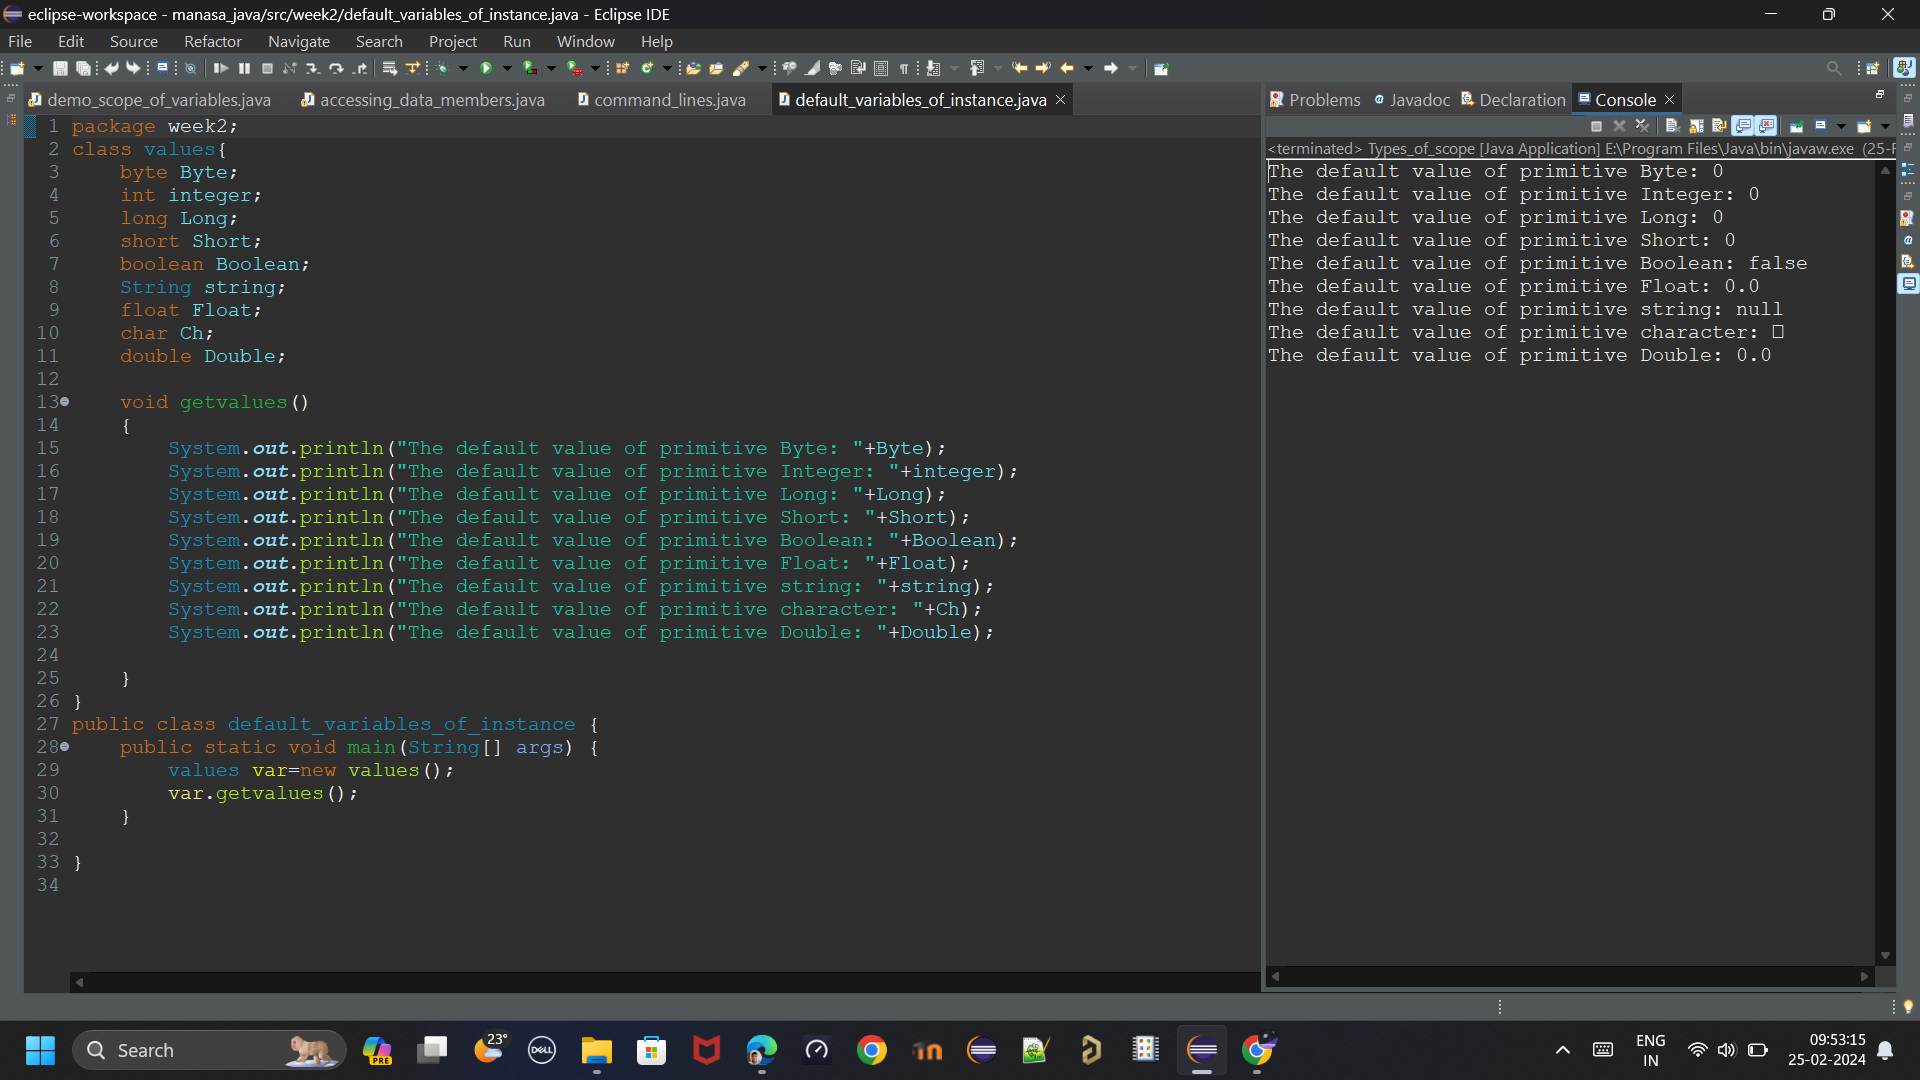 eclipse-workspace - manasa_java/src/week2/default_variables_of_instance.java - Eclipse IDE
File Edit Source Refactor Navigate Search Project Run Window Help
demo_scope_of_variables.java accessing_data_members.java command_lines.java default_variables_of_instance.java
1 package week2;
2 class values{
3 byte Byte;
4 int integer;
5 long Long;
6 short Short;
7 boolean Boolean;
8 String string;
9 float Float;
10 char Ch;
11 double Double;
12
13 void getvalues()
14 {
15 System.out.println("The default value of primitive Byte: "+Byte);
16 System.out.println("The default value of primitive Integer: "+integer);
17 System.out.println("The default value of primitive Long: "+Long);
18 System.out.println("The default value of primitive Short: "+Short);
19 System.out.println("The default value of primitive Boolean: "+Boolean);
20 System.out.println("The default value of primitive Float: "+Float);
21 System.out.println("The default value of primitive string: "+string);
22 System.out.println("The default value of primitive character: "+Ch);
23 System.out.println("The default value of primitive Double: "+Double);
24
25 }
26 }
27 public class default_variables_of_instance {
28 public static void main(String[] args) {
29 values var=new values();
30 var.getvalues();
31 }
32
33 }
34
Problems Javadoc Declaration Console
<terminated> Types_of_scope [Java Application] E:\Program Files\Java\bin\javaw.exe (25-F
The default value of primitive Byte: 0
The default value of primitive Integer: 0
The default value of primitive Long: 0
The default value of primitive Short: 0
The default value of primitive Boolean: false
The default value of primitive Float: 0.0
The default value of primitive string: null
The default value of primitive character: □
The default value of primitive Double: 0.0
Search
PRE
23°
DELL
ENG
IN
09:53:15
25-02-2024